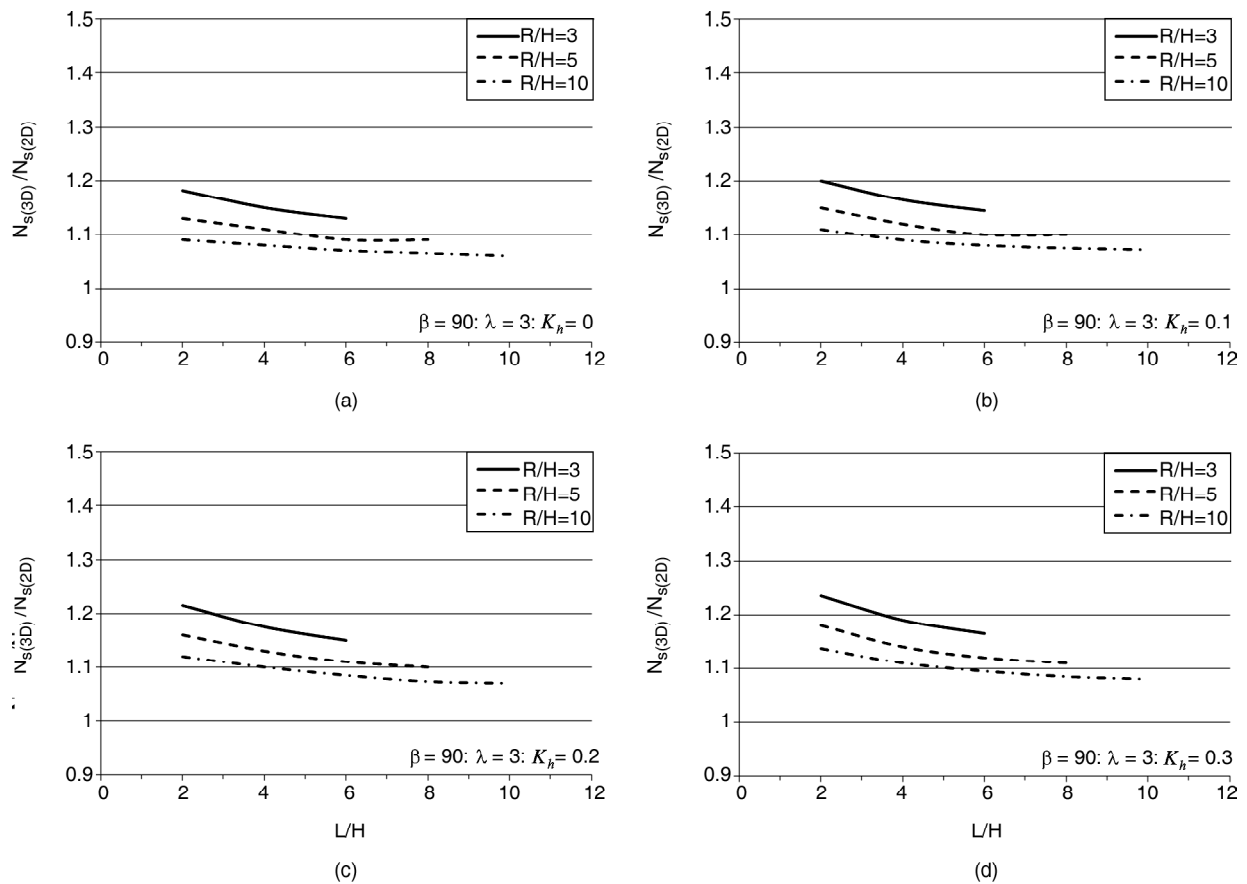 1.5
1.4
1.3
1.2
1.1
1
0.9
N_s(3D) /N_s(2D)
R/H=3
R/H=5
R/H=10
β = 90: λ = 3: K_h= 0
0 2 4 6 8 10 12
(a)
1.5
1.4
1.3
1.2
1.1
1
0.9
N_s(3D) /N_s(2D)
R/H=3
R/H=5
R/H=10
β = 90: λ = 3: K_h= 0.1
0 2 4 6 8 10 12
(b)
1.5
1.4
1.3
1.2
1.1
1
0.9
N_s(3D) /N_s(2D)
R/H=3
R/H=5
R/H=10
β = 90: λ = 3: K_h= 0.2
0 2 4 6 8 10 12
L/H
(c)
1.5
1.4
1.3
1.2
1.1
1
0.9
N_s(3D) /N_s(2D)
R/H=3
R/H=5
R/H=10
β = 90: λ = 3: K_h= 0.3
0 2 4 6 8 10 12
L/H
(d)